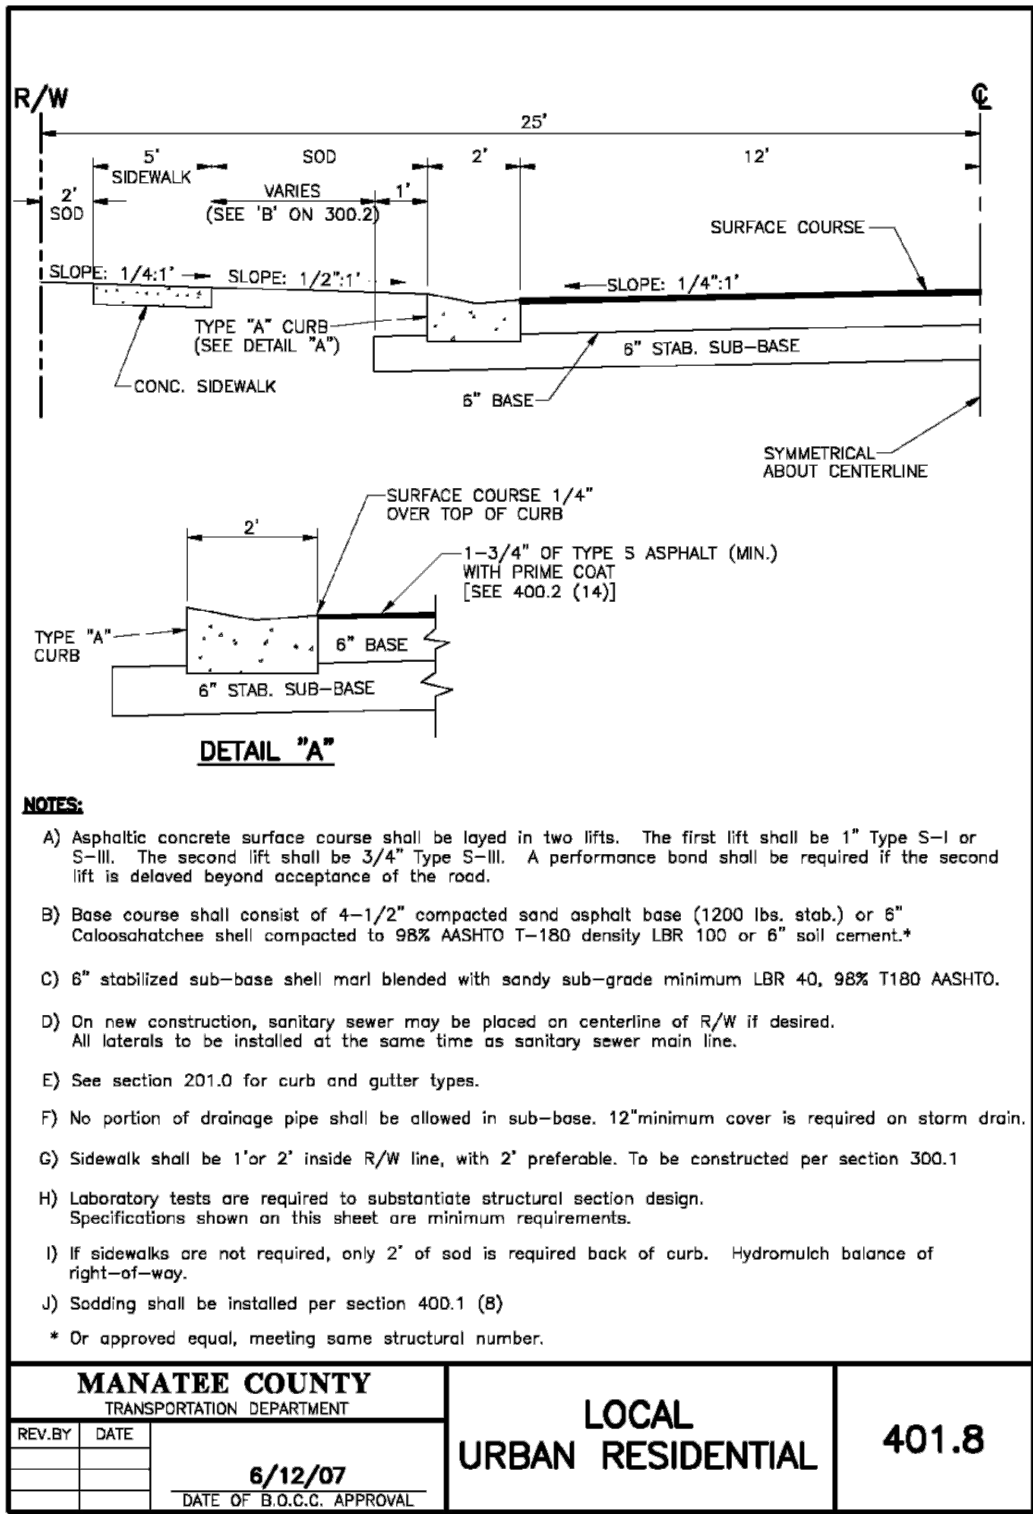 R/W
℄
25'
5'
SIDEWALK
SOD
2'
12'
2'
SOD
VARIES
(SEE 'B' ON 300.2)
1'
SURFACE COURSE
SLOPE: 1/4:1'
SLOPE: 1/2":1'
SLOPE: 1/4":1'
TYPE "A" CURB
(SEE DETAIL "A")
6" STAB. SUB-BASE
CONC. SIDEWALK
6" BASE
SYMMETRICAL
ABOUT CENTERLINE
SURFACE COURSE 1/4"
OVER TOP OF CURB
2'
1-3/4" OF TYPE S ASPHALT (MIN.)
WITH PRIME COAT
[SEE 400.2 (14)]
TYPE "A"
CURB
6" BASE
6" STAB. SUB-BASE
DETAIL "A"
NOTES:
A) Asphaltic concrete surface course shall be layed in two lifts. The first lift shall be 1" Type S-I or
S-III. The second lift shall be 3/4" Type S-III. A performance bond shall be required if the second
lift is delaved beyond acceptance of the road.
B) Base course shall consist of 4-1/2" compacted sand asphalt base (1200 lbs. stab.) or 6"
Caloosahatchee shell compacted to 98% AASHTO T-180 density LBR 100 or 6" soil cement.*
C) 6" stabilized sub-base shell marl blended with sandy sub-grade minimum LBR 40, 98% T180 AASHTO.
D) On new construction, sanitary sewer may be placed on centerline of R/W if desired.
All laterals to be installed at the same time as sanitary sewer main line.
E) See section 201.0 for curb and gutter types.
F) No portion of drainage pipe shall be allowed in sub-base. 12"minimum cover is required on storm drain.
G) Sidewalk shall be 1'or 2' inside R/W line, with 2' preferable. To be constructed per section 300.1
H) Laboratory tests are required to substantiate structural section design.
Specifications shown on this sheet are minimum requirements.
I) If sidewalks are not required, only 2' of sod is required back of curb. Hydromulch balance of
right-of-way.
J) Sodding shall be installed per section 400.1 (8)
* Or approved equal, meeting same structural number.
MANATEE COUNTY
TRANSPORTATION DEPARTMENT
REV.BY DATE
6/12/07
DATE OF B.O.C.C. APPROVAL
LOCAL
URBAN RESIDENTIAL
401.8